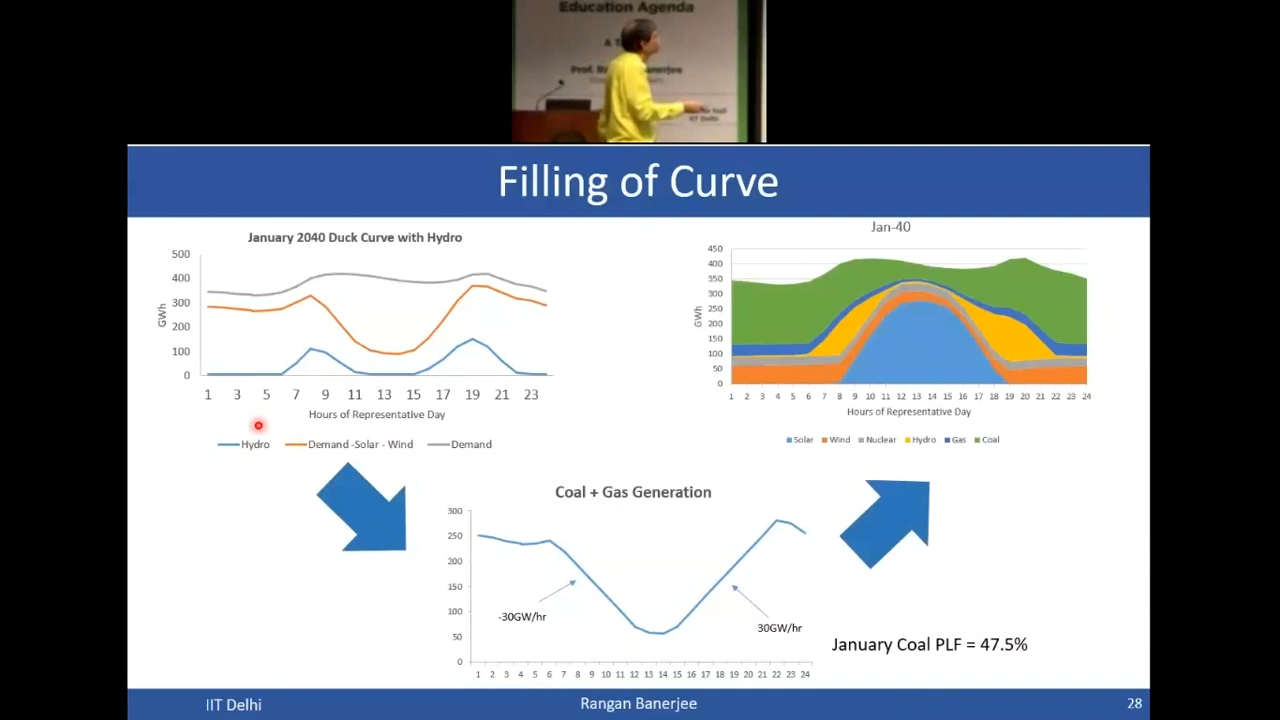 Education Agenda
Filling of Curve
January 2040 Duck Curve with Hydro
500
400
300
200
100
0
GWh
1 3 5 7 9 11 13 15 17 19 21 23
Hours of Representative Day
Hydro Demand -Solar - Wind Demand
Jan-40
450
400
350
300
250
200
150
100
50
0
GWh
1 2 3 4 5 6 7 8 9 10 11 12 13 14 15 16 17 18 19 20 21 22 23 24
Hours of Representative Day
Solar Wind Nuclear Hydro Gas Coal
Coal + Gas Generation
300
250
200
150
100
50
0
-30GW/hr
30GW/hr
1 2 3 4 5 6 7 8 9 10 11 12 13 14 15 16 17 18 19 20 21 22 23 24
January Coal PLF = 47.5%
IIT Delhi
Rangan Banerjee
28